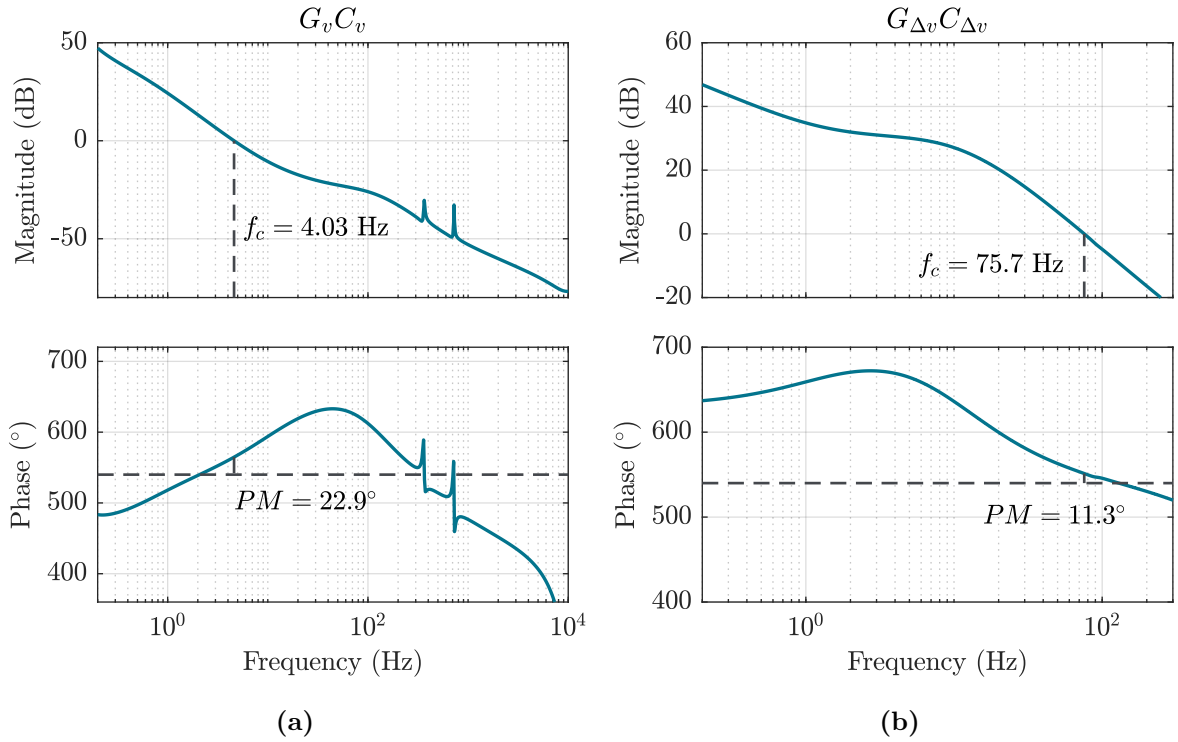 G_vC_v
50
0
-50
Magnitude (dB)
f_c = 4.03 Hz
700
600
500
400
Phase (°)
PM = 22.9°
10^0
10^2
10^4
Frequency (Hz)
(a)
G_{Δv}C_{Δv}
60
40
20
0
-20
Magnitude (dB)
f_c = 75.7 Hz
700
600
500
400
Phase (°)
PM = 11.3°
10^0
10^2
Frequency (Hz)
(b)